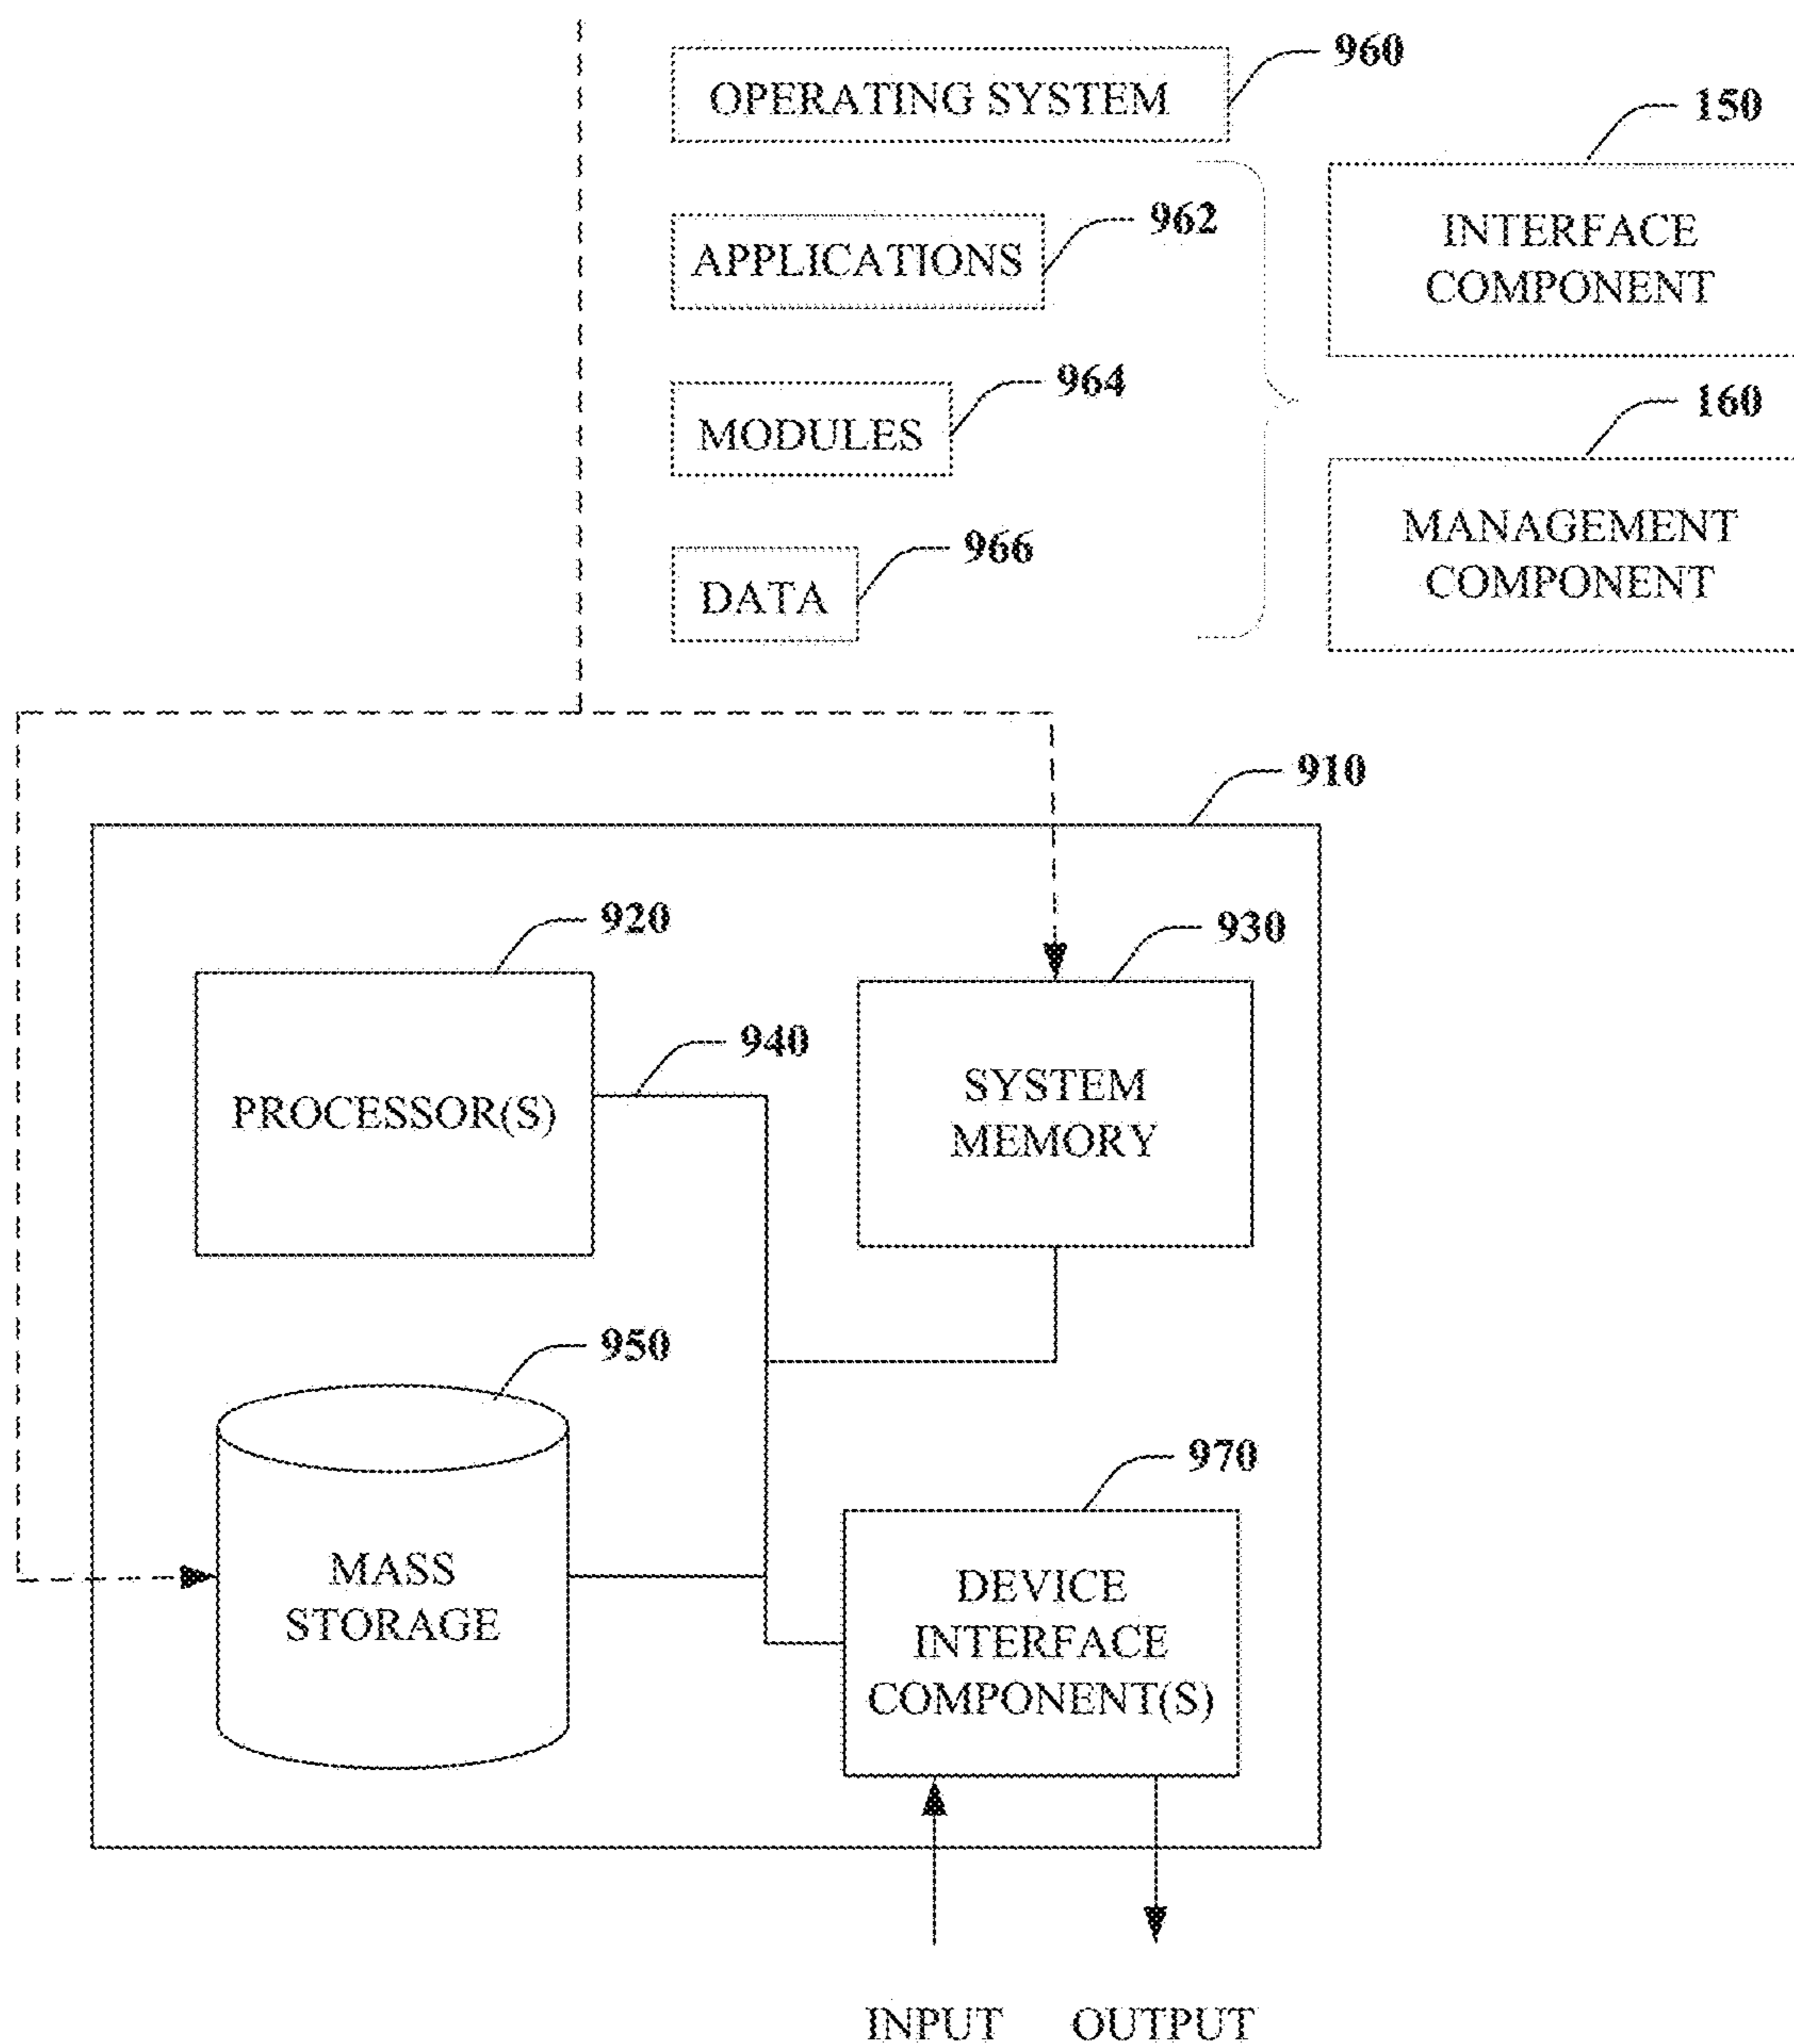 960
OPERATING SYSTEM
150
962
APPLICATIONS
INTERFACE
COMPONENT
964
MODULES
160
966
DATA
MANAGEMENT
COMPONENT
910
920
PROCESSOR(S)
930
940
SYSTEM
MEMORY
950
MASS
STORAGE
970
DEVICE
INTERFACE
COMPONENT(S)
INPUT
OUTPUT